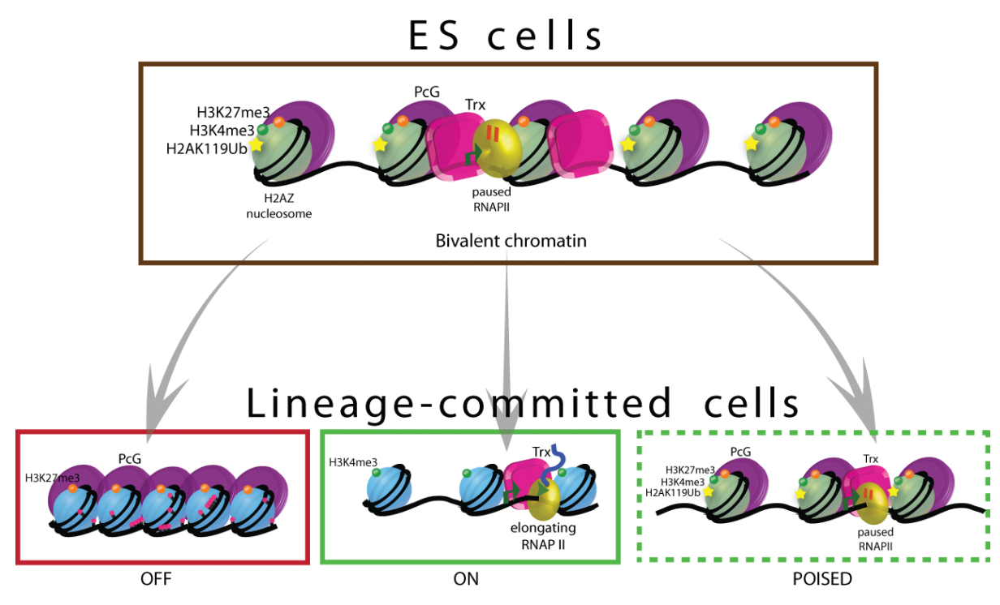 ES cells
PcG
Trx
H3K27me3
H3K4me3
H2AK119Ub
H2AZ
nucleosome
paused
RNAPII
Bivalent chromatin
Lineage-committed cells
H3K27me3
PcG
OFF
H3K4me3
Trx
elongating
RNAP II
ON
PcG
Trx
H3K27me3
H3K4me3
H2AK119Ub
paused
RNAPII
POISED